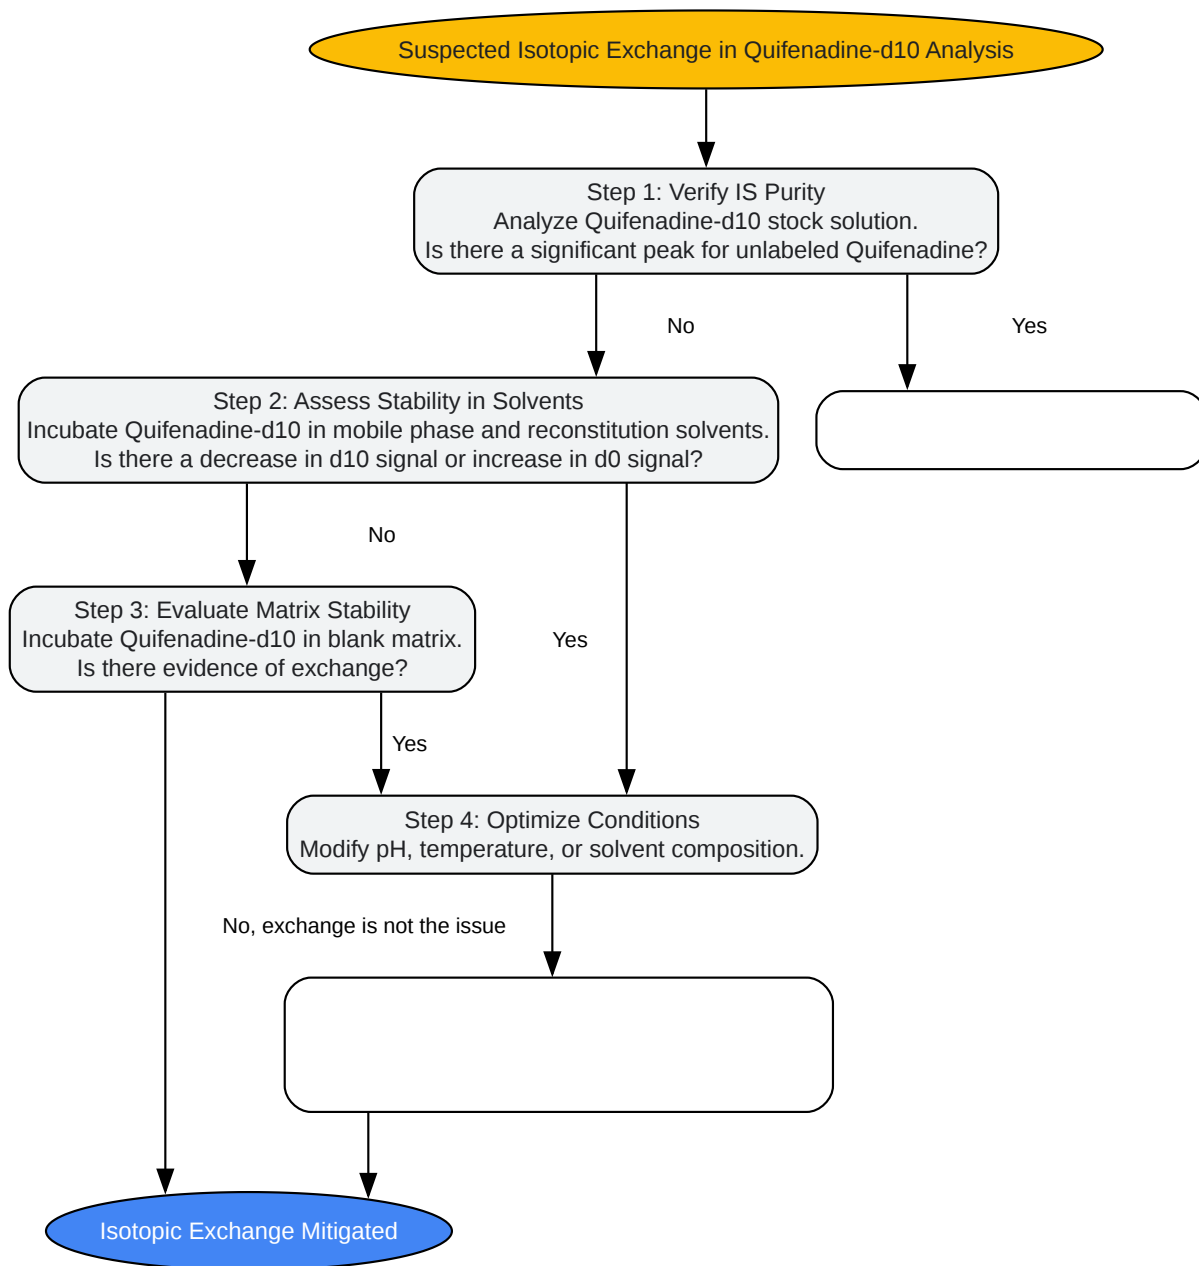 Suspected Isotopic Exchange in Quifenadine-d10 Analysis
Step 1: Verify IS Purity
Analyze Quifenadine-d10 stock solution.
Is there a significant peak for unlabeled Quifenadine?
No
Yes
Step 2: Assess Stability in Solvents
Incubate Quifenadine-d10 in mobile phase and reconstitution solvents.
Is there a decrease in d10 signal or increase in d0 signal?
No
Yes
Step 3: Evaluate Matrix Stability
Incubate Quifenadine-d10 in blank matrix.
Is there evidence of exchange?
Yes
Step 4: Optimize Conditions
Modify pH, temperature, or solvent composition.
No, exchange is not the issue
Isotopic Exchange Mitigated